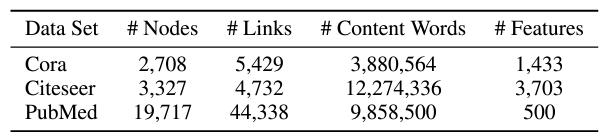 Data Set # Nodes # Links # Content Words # Features
Cora 2,708 5,429 3,880,564 1,433
Citeseer 3,327 4,732 12,274,336 3,703
PubMed 19,717 44,338 9,858,500 500